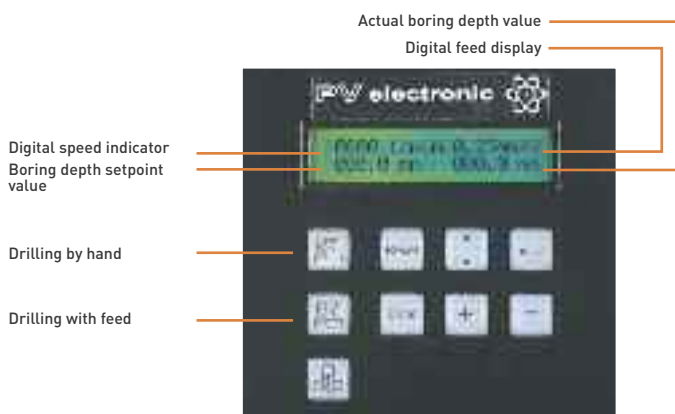 Actual boring depth value
Digital feed display
PV electronic
Digital speed indicator
Boring depth setpoint
value
Drilling by hand
Drilling with feed
+
-